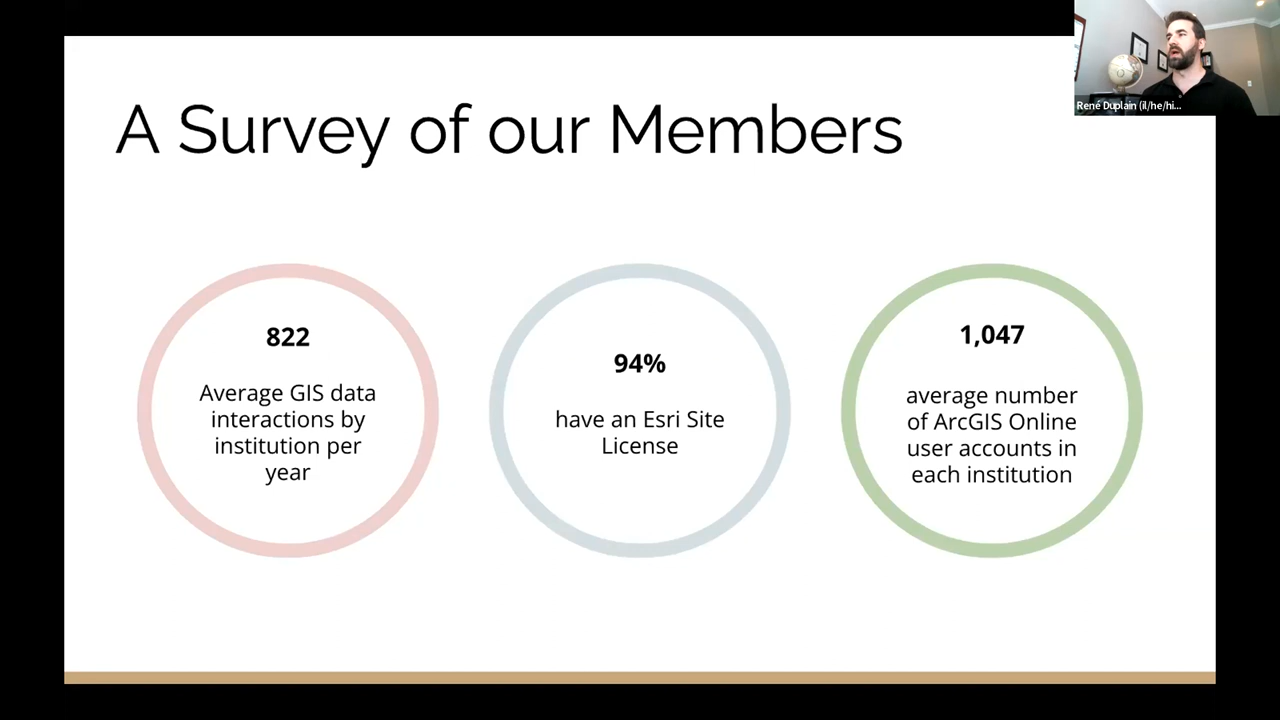 A Survey of our Members
822
Average GIS data
interactions by
institution per
year
94%
have an Esri Site
License
1,047
average number
of ArcGIS Online
user accounts in
each institution
René Duplain (il/he/hi...